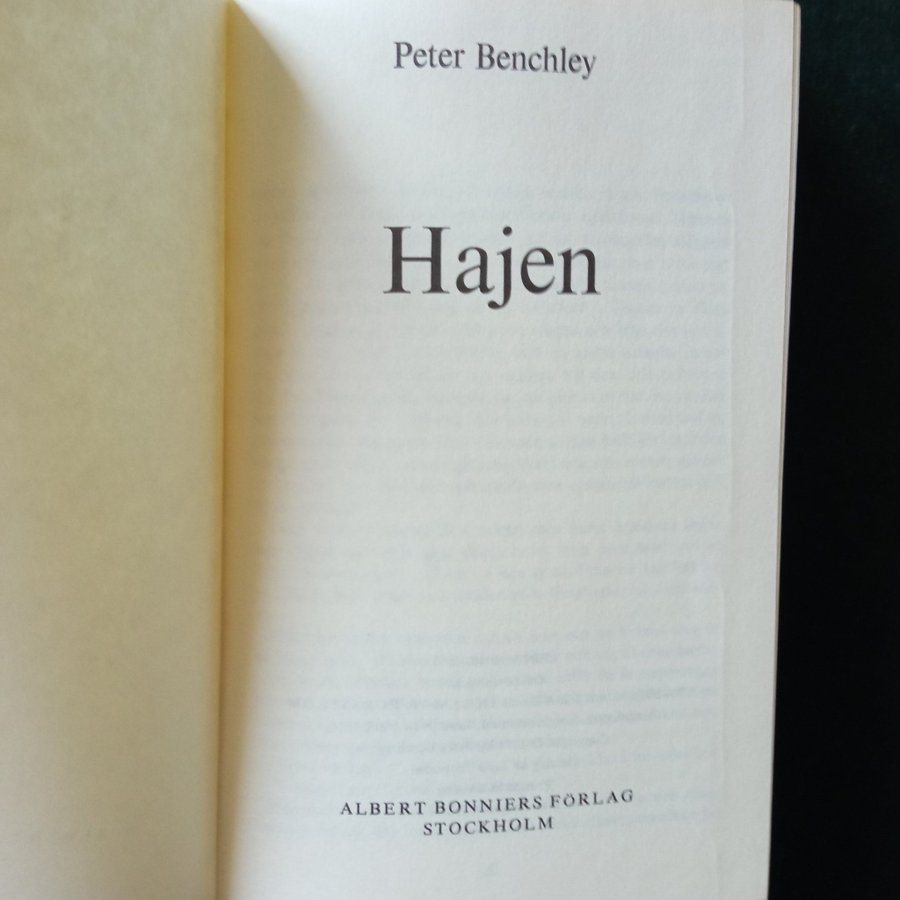 Peter Benchley
Hajen
ALBERT BONNIERS FÖRLAG
STOCKHOLM